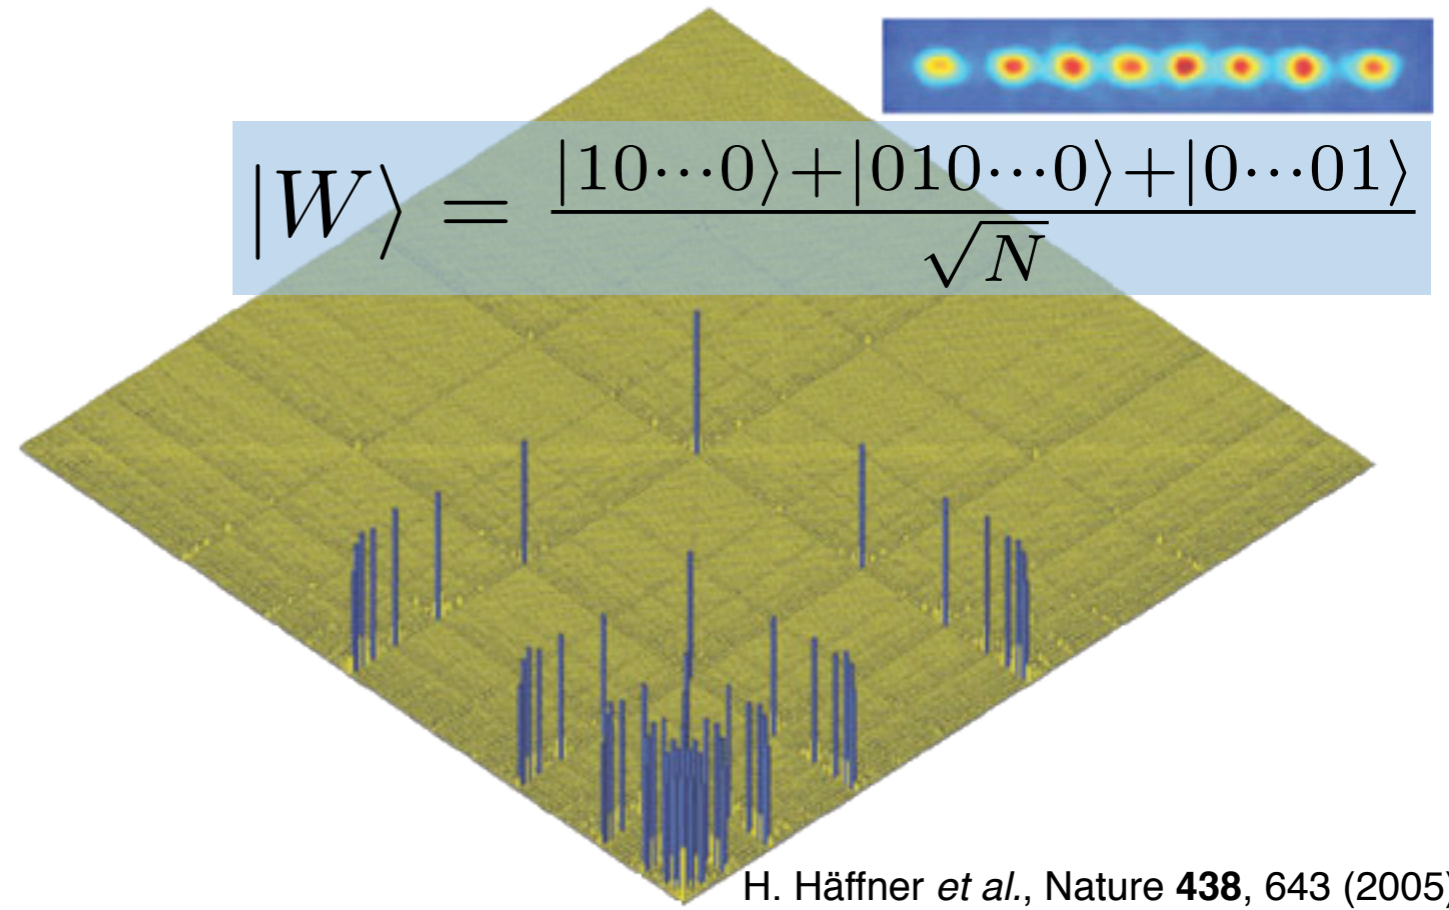 |W⟩ = |10···0⟩+|010···0⟩+|0···01⟩ / √N
H. Häffner et al., Nature 438, 643 (2005)